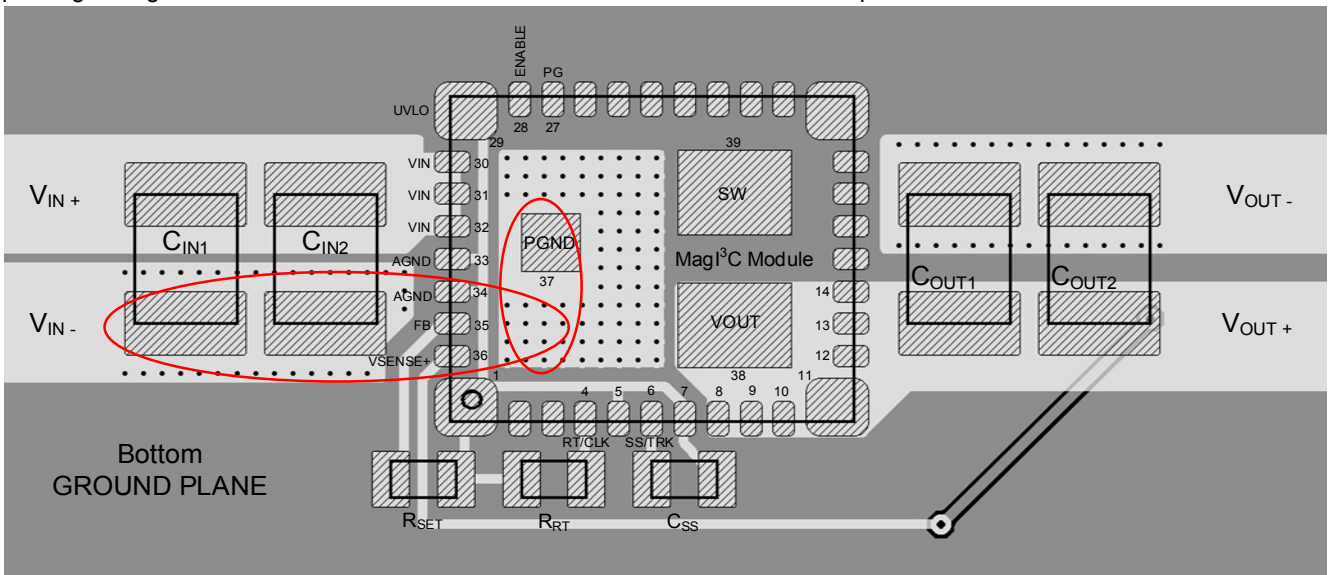 ENABLE
PG
UVLO
28 27
29 39
VIN 30
VIN 31
VIN 32
AGND 33
AGND 34
FB 35
VSENSE+ 36
VIN +
VIN -
CIN1
CIN2
PGND
37
SW
MagI³C Module
VOUT
38
14
13
12
11
VOUT -
VOUT +
COUT1
COUT2
1 4 5 6 7 8 9 10
RT/CLK SS/TRK
Bottom
GROUND PLANE
RSET
RRT
CSS